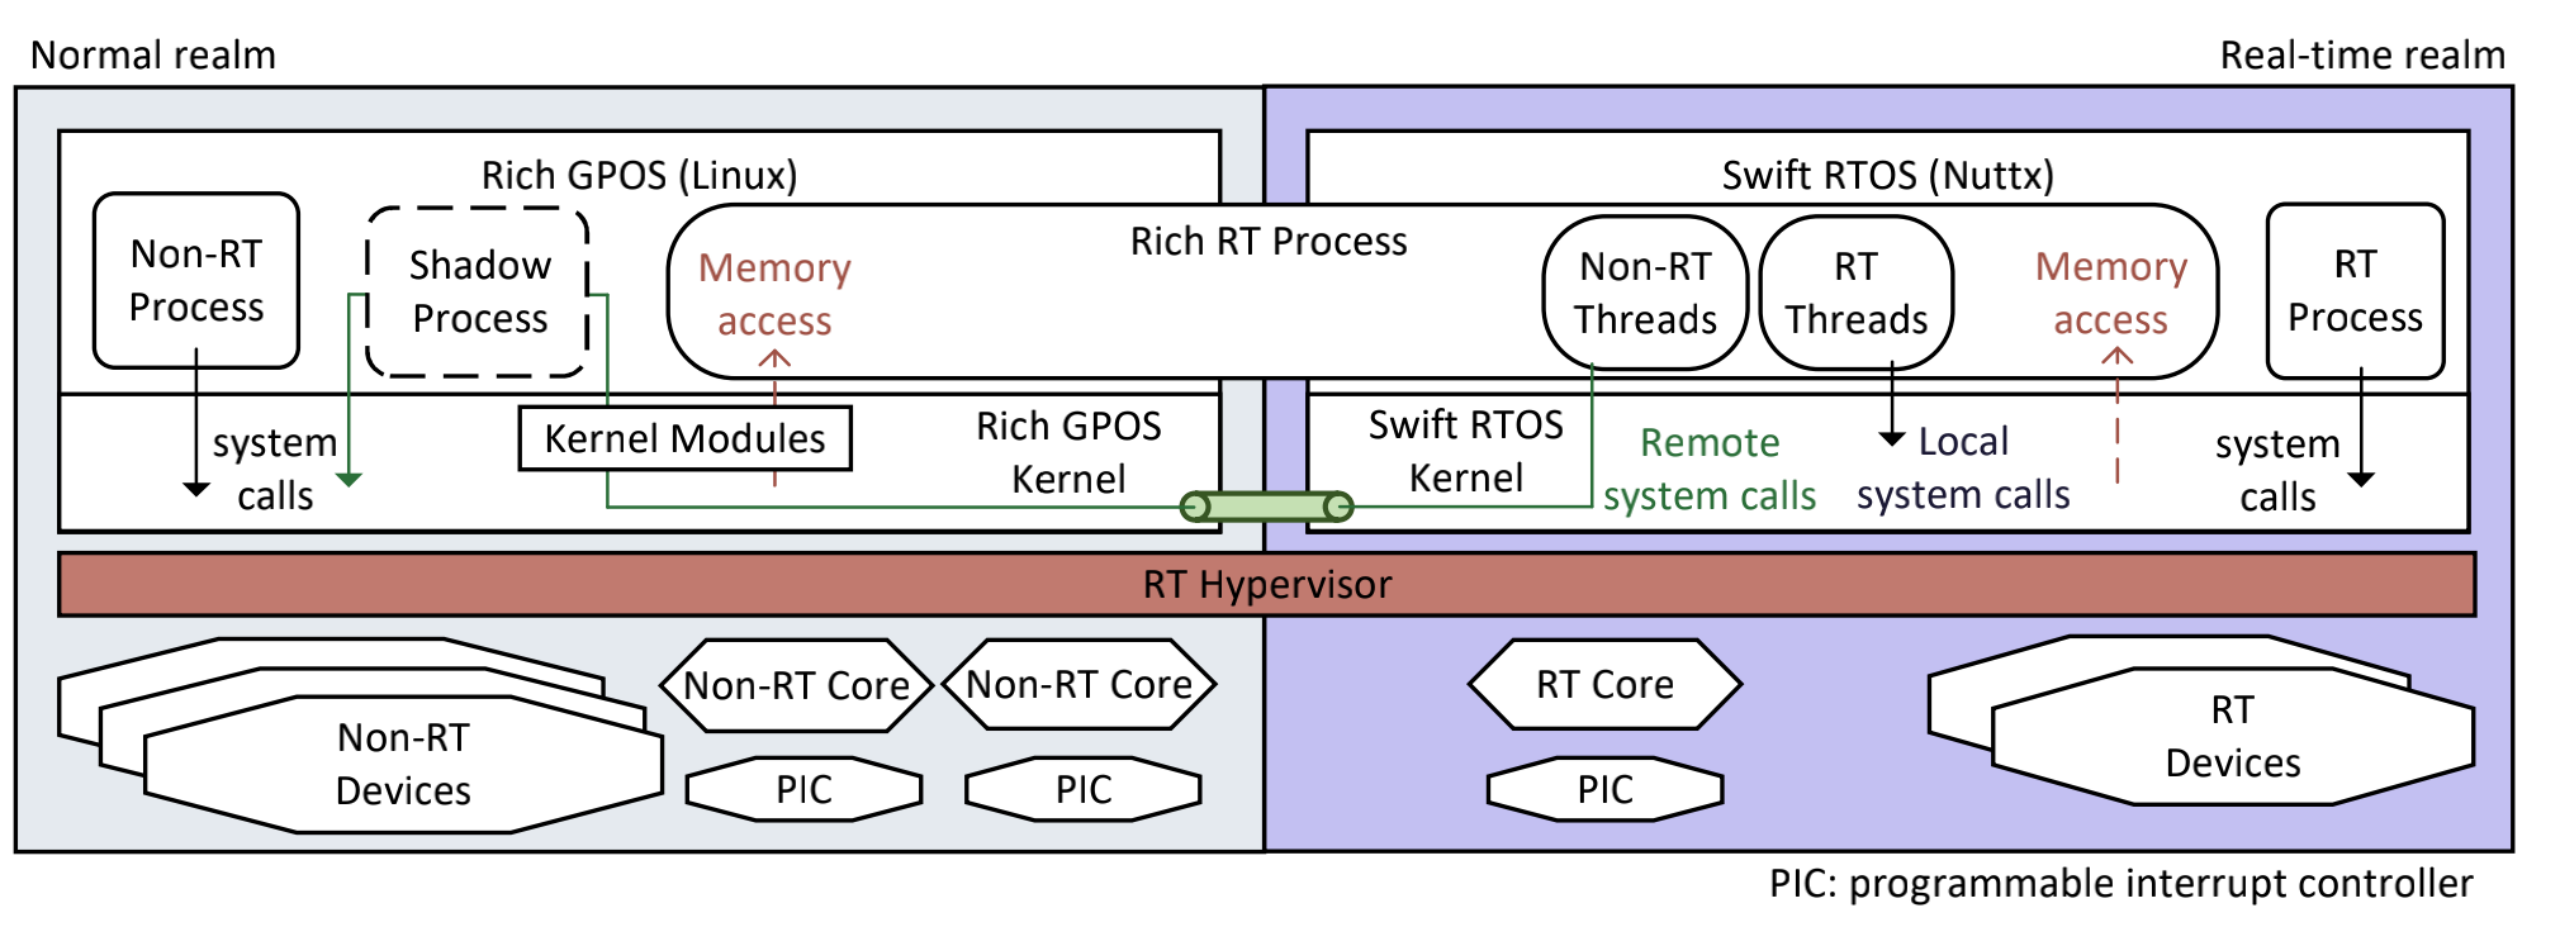 Normal realm
Real-time realm
Rich GPOS (Linux)
Swift RTOS (Nuttx)
Non-RT
Process
Shadow
Process
Memory
access
Rich RT Process
Non-RT
Threads
RT
Threads
Memory
access
RT
Process
system
calls
Kernel Modules
Rich GPOS
Kernel
Swift RTOS
Kernel
Remote
system calls
Local
system calls
system
calls
RT Hypervisor
Non-RT
Devices
Non-RT Core
Non-RT Core
PIC
PIC
RT Core
PIC
RT
Devices
PIC: programmable interrupt controller